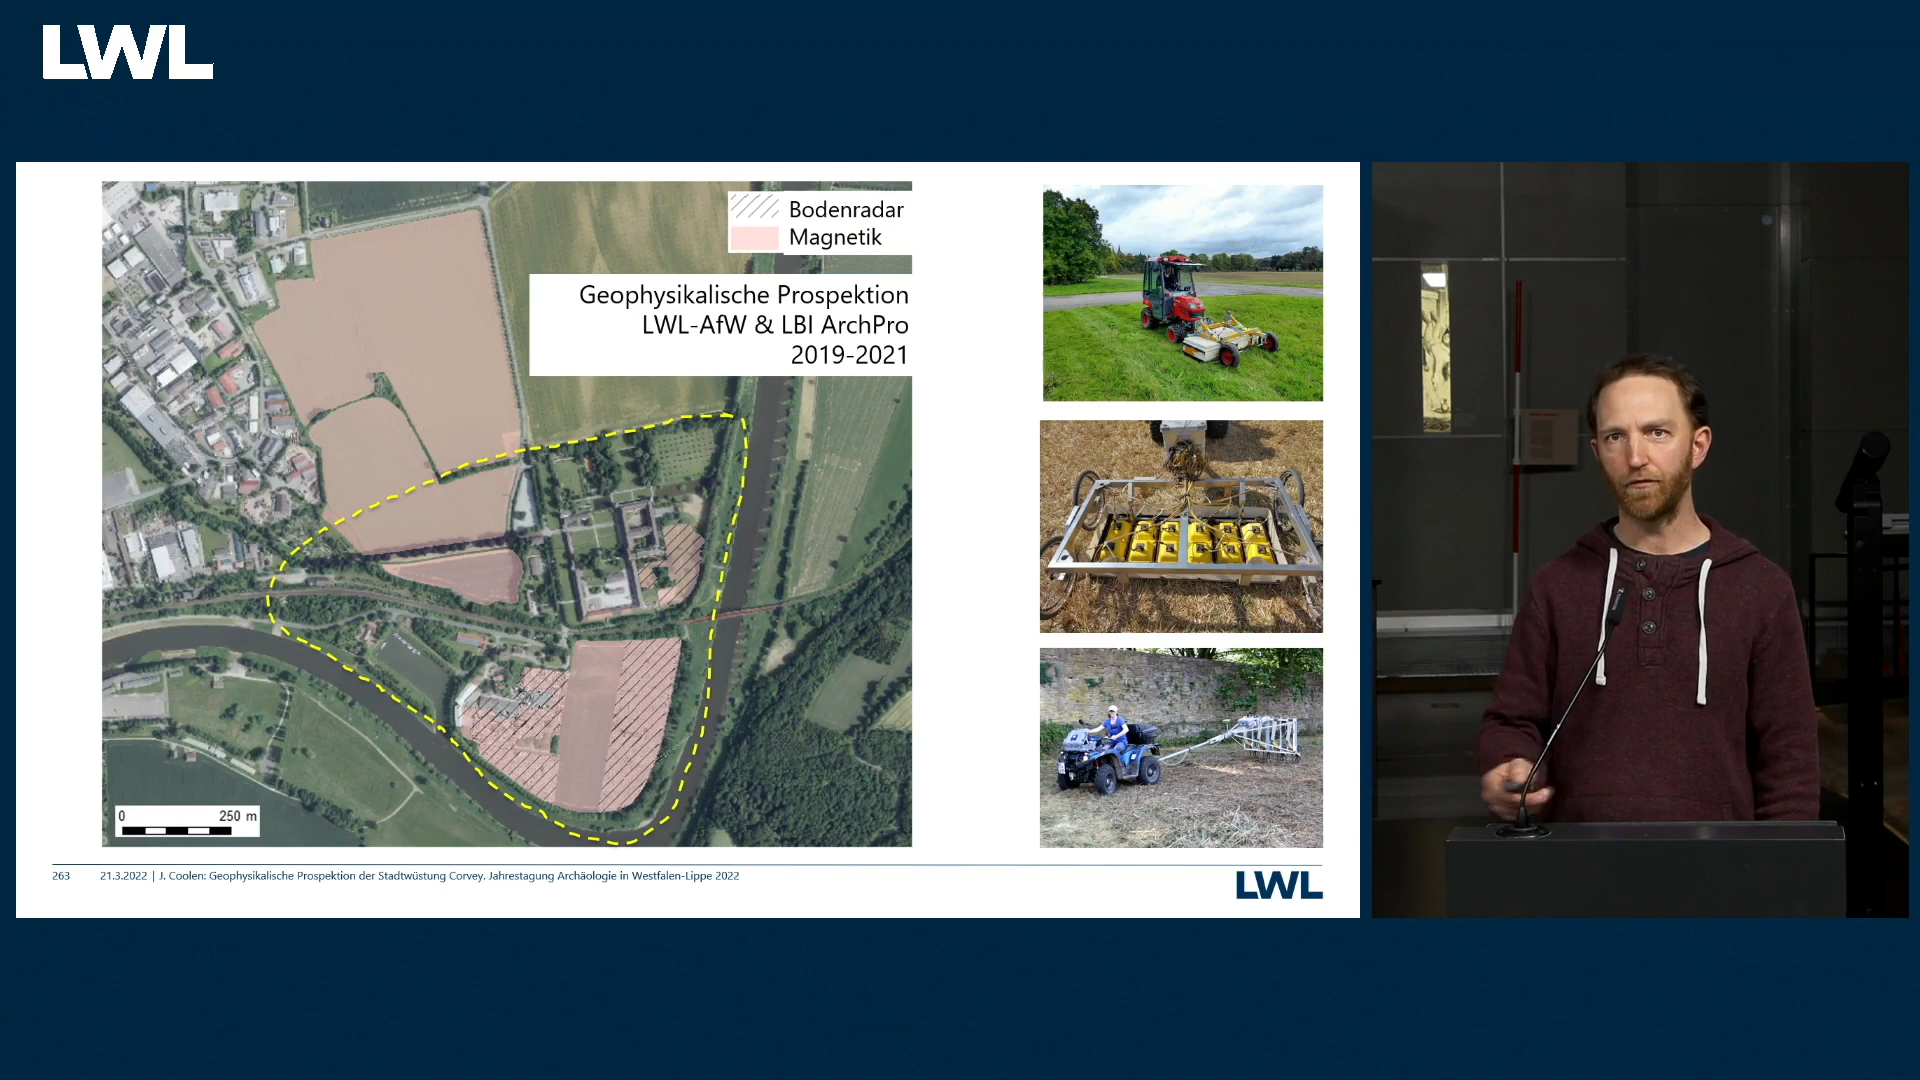 LWL
Bodenradar
Magnetik
Geophysikalische Prospektion
LWL-AfW & LBI ArchPro
2019-2021
0 250 m
263 21.3.2022 | J. Coolen: Geophysikalische Prospektion der Stadtwüstung Corvey. Jahrestagung Archäologie in Westfalen-Lippe 2022
LWL